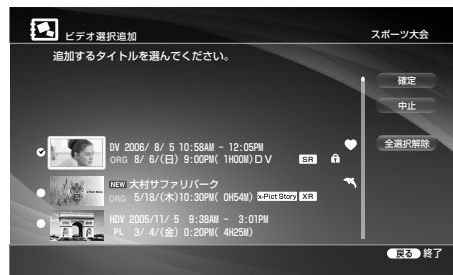 ビデオ選択追加
スポーツ大会
追加するタイトルを選んでください。
確定
中止
全選択解除
DV 2006/ 8/ 5 10:58AM - 12:05PM
ORG 8/ 6/(日) 9:00PM( 1H00M)DV SR
NEW 大村サファリパーク
ORG 5/18/(木)10:30PM( 0H54M) x-Pict Story XR
HDV 2005/11/ 5 9:38AM - 3:01PM
PL 3/ 4/(金) 0:20PM( 4H25M)
戻る 終了